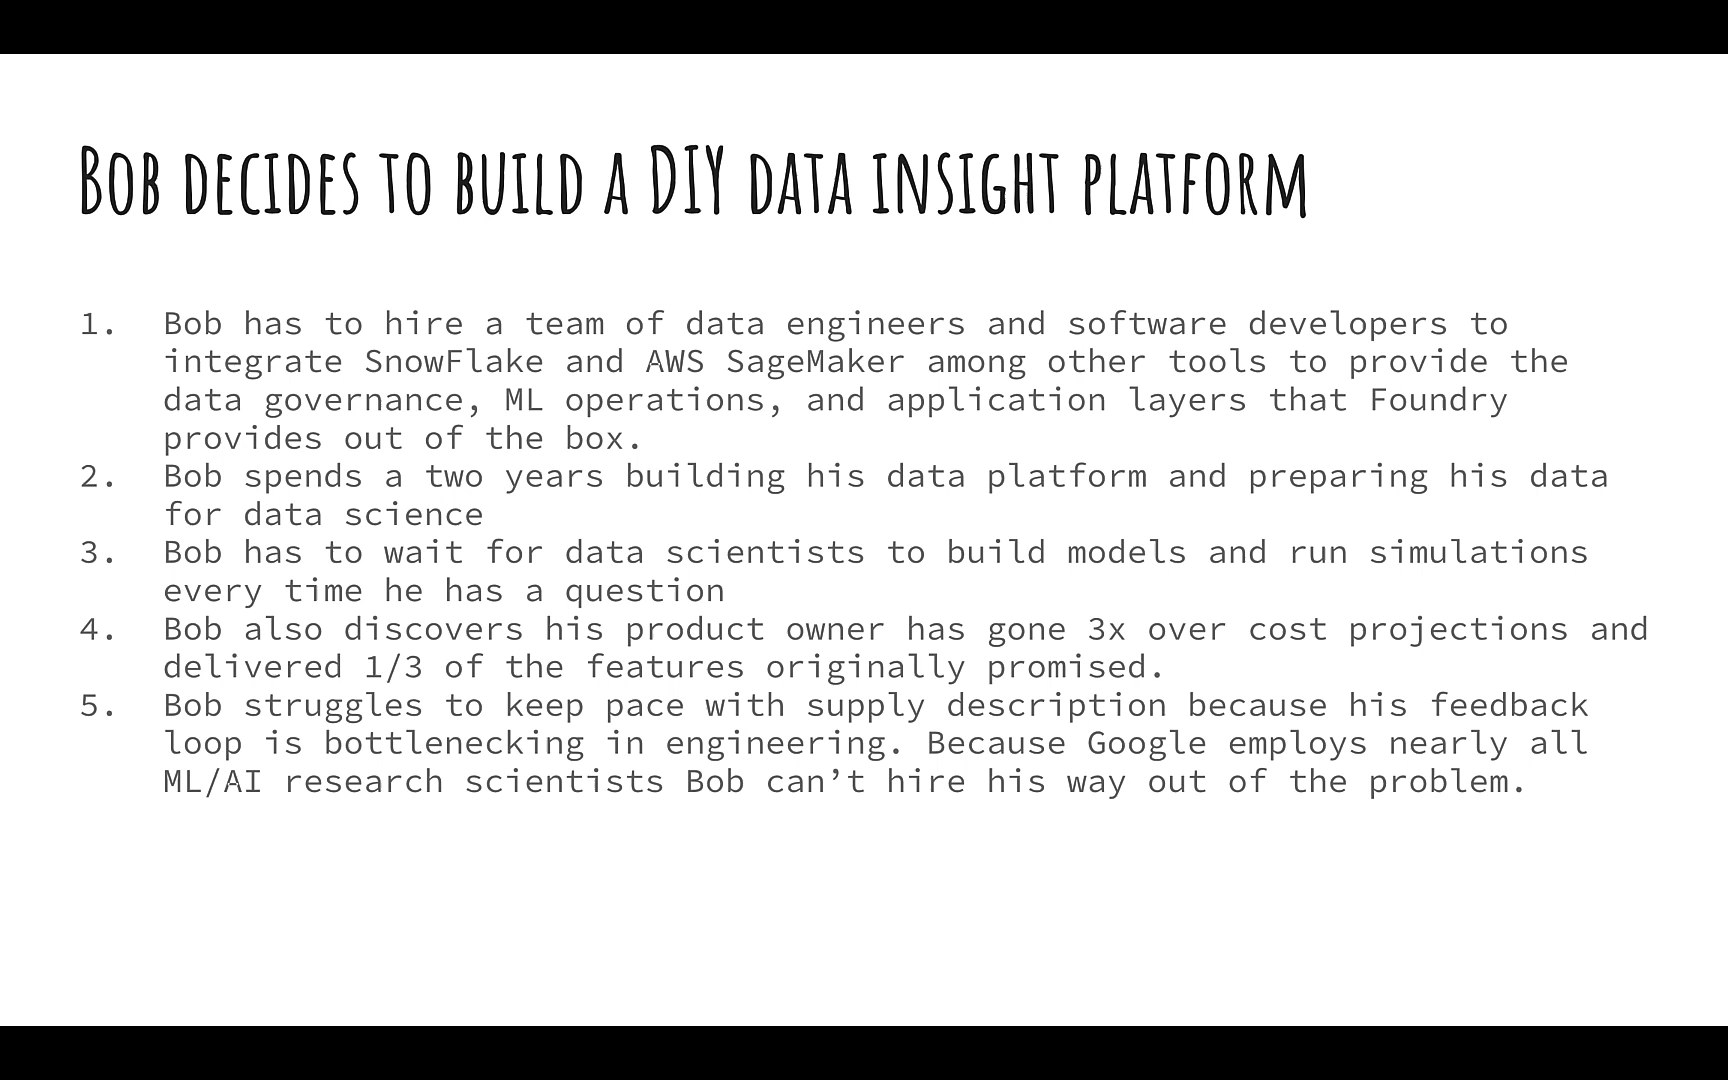 Bob decides to build a DIY data insight platform
1. Bob has to hire a team of data engineers and software developers to
integrate SnowFlake and AWS SageMaker among other tools to provide the
data governance, ML operations, and application layers that Foundry
provides out of the box.
2. Bob spends a two years building his data platform and preparing his data
for data science
3. Bob has to wait for data scientists to build models and run simulations
every time he has a question
4. Bob also discovers his product owner has gone 3x over cost projections and
delivered 1/3 of the features originally promised.
5. Bob struggles to keep pace with supply description because his feedback
loop is bottlenecking in engineering. Because Google employs nearly all
ML/AI research scientists Bob can’t hire his way out of the problem.